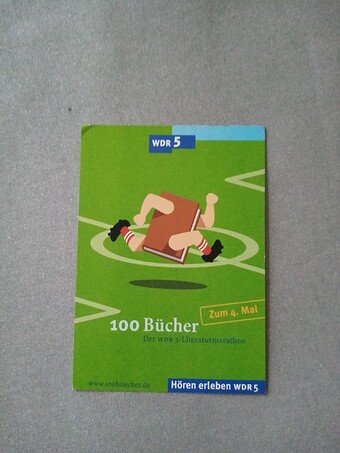 WDR 5
Zum 4. Mal
100 Bücher
Der WDR 5-Literaturmarathon
www.100buecher.de
Hören erleben WDR 5